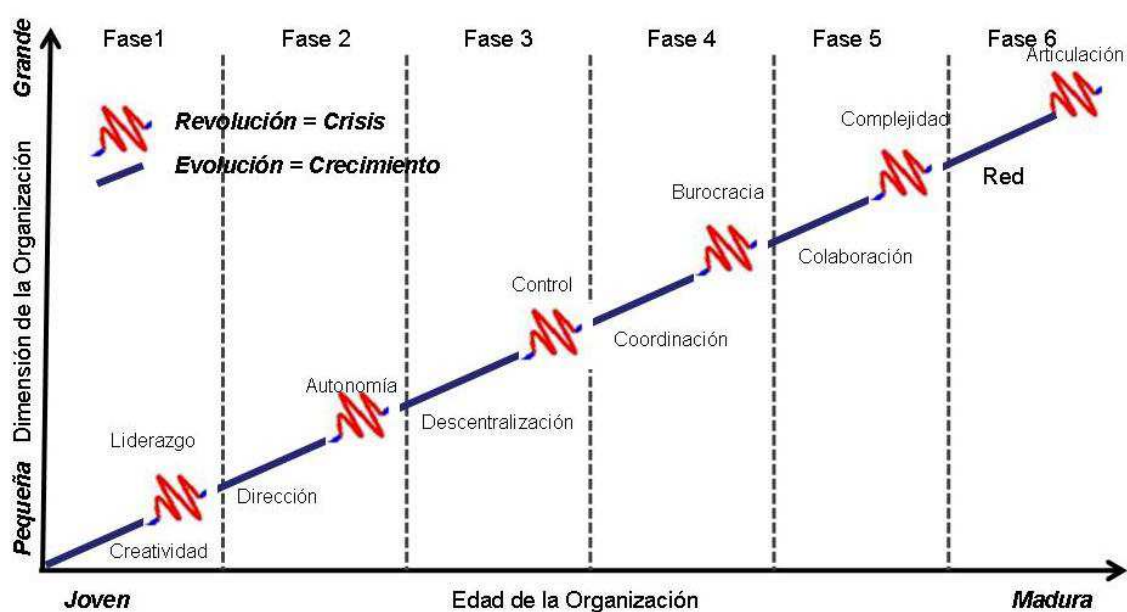 Fase1
Fase 2
Fase 3
Fase 4
Fase 5
Fase 6
Articulación
Grande
Revolución = Crisis
Complejidad
Evolución = Crecimiento
Red
Burocracia
Dimensión de la Organización
Colaboración
Control
Coordinación
Autonomía
Descentralización
Liderazgo
Dirección
Pequeña
Creatividad
Joven
Edad de la Organización
Madura